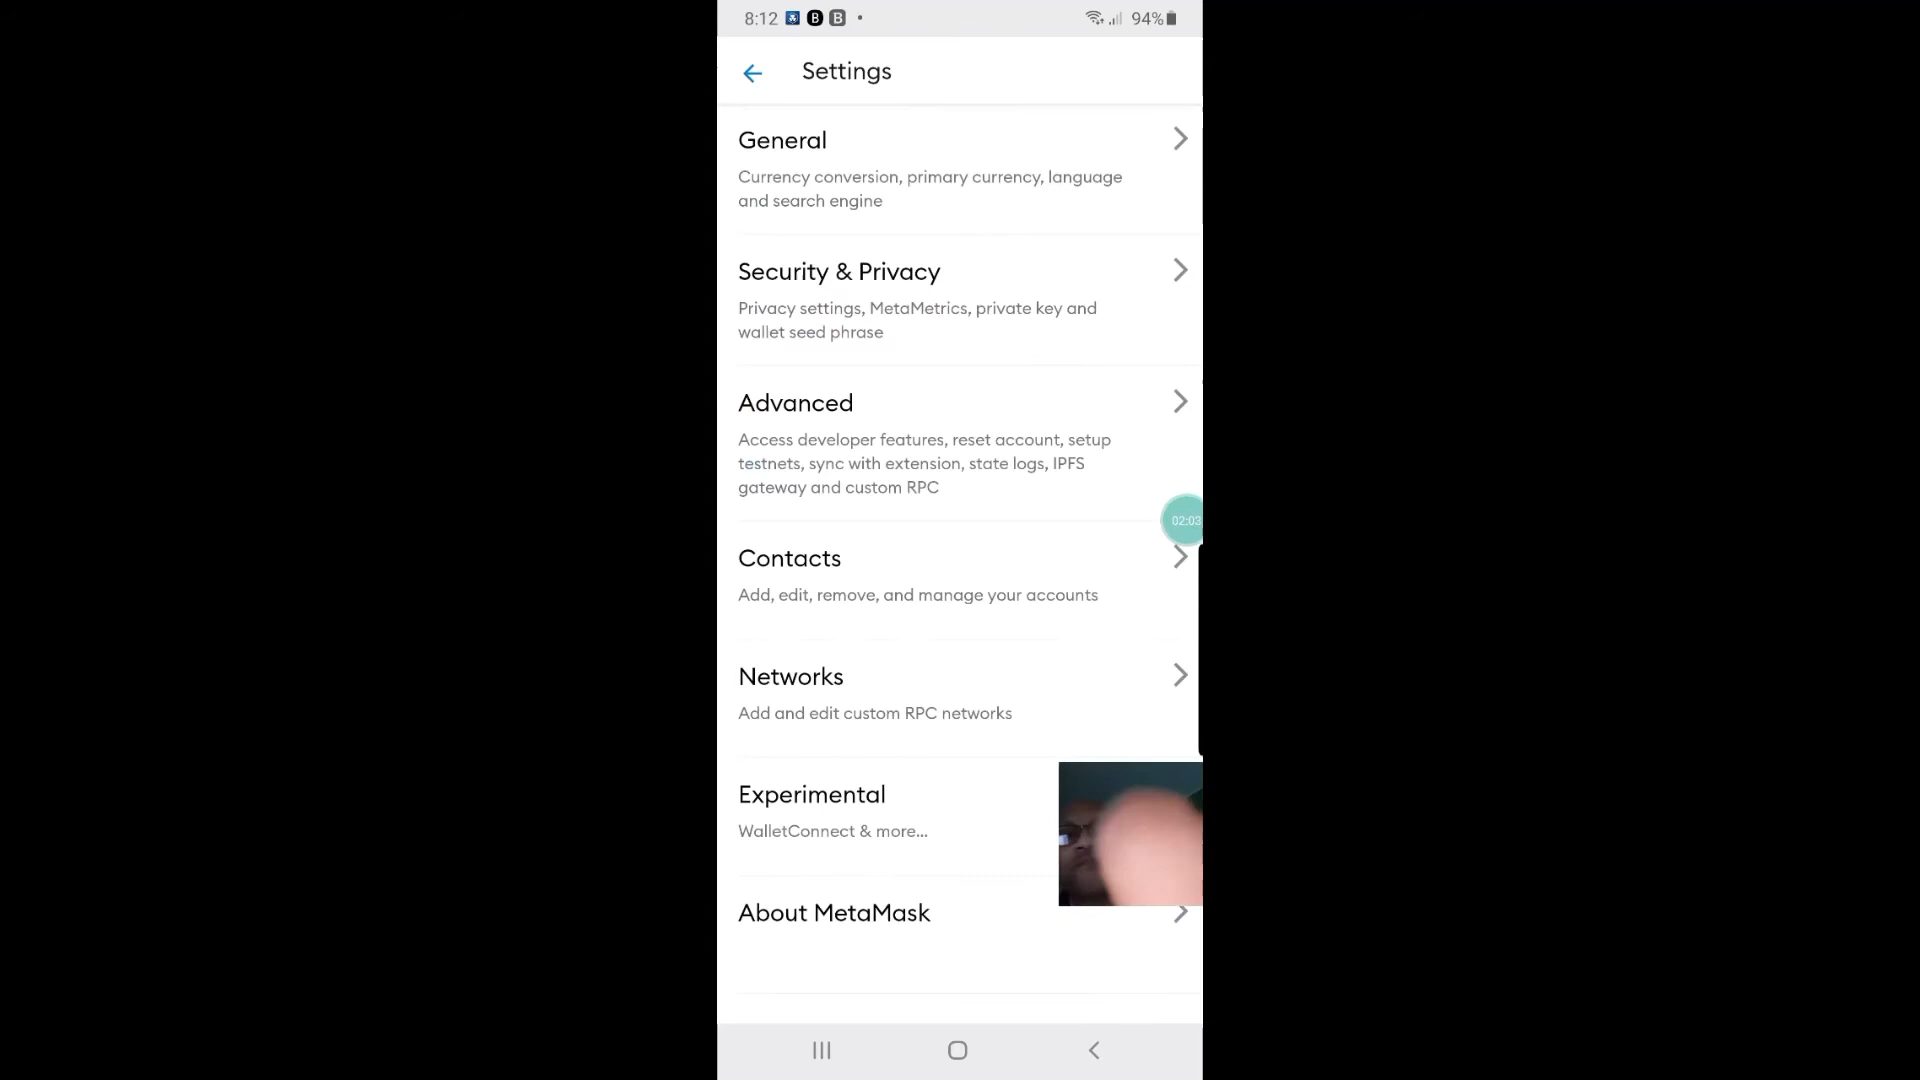 8:12 B B 94%
Settings
General
Currency conversion, primary currency, language
and search engine
Security & Privacy
Privacy settings, MetaMetrics, private key and
wallet seed phrase
Advanced
Access developer features, reset account, setup
testnets, sync with extension, state logs, IPFS
gateway and custom RPC
02:03
Contacts
Add, edit, remove, and manage your accounts
Networks
Add and edit custom RPC networks
Experimental
WalletConnect & more...
About MetaMask